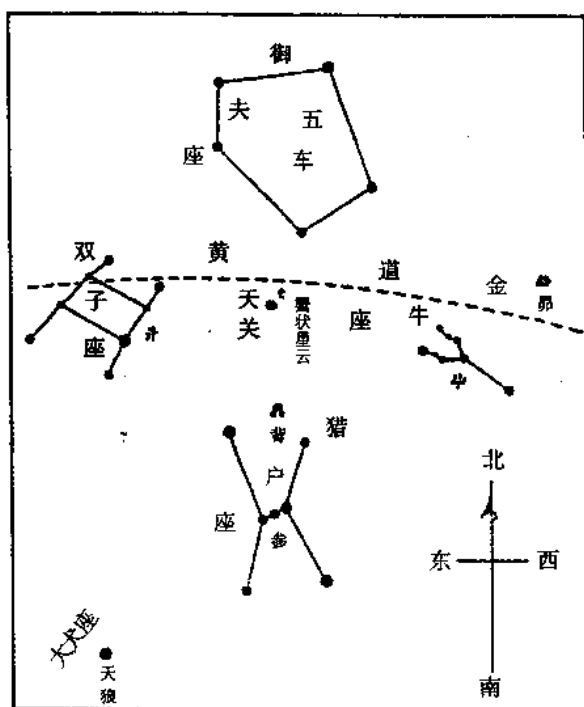 御夫座
五车
双子座
黄道
井
天关
蟹状星云
金牛座
昴
毕
觜
猎户座
参
大犬座
天狼
北
东
西
南